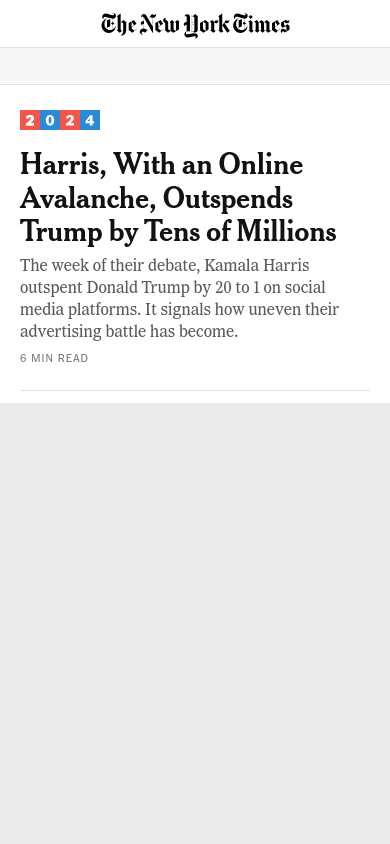 The New York Times
2024
Harris, With an Online
Avalanche, Outspends
Trump by Tens of Millions
The week of their debate, Kamala Harris
outspent Donald Trump by 20 to 1 on social
media platforms. It signals how uneven their
advertising battle has become.
6 MIN READ